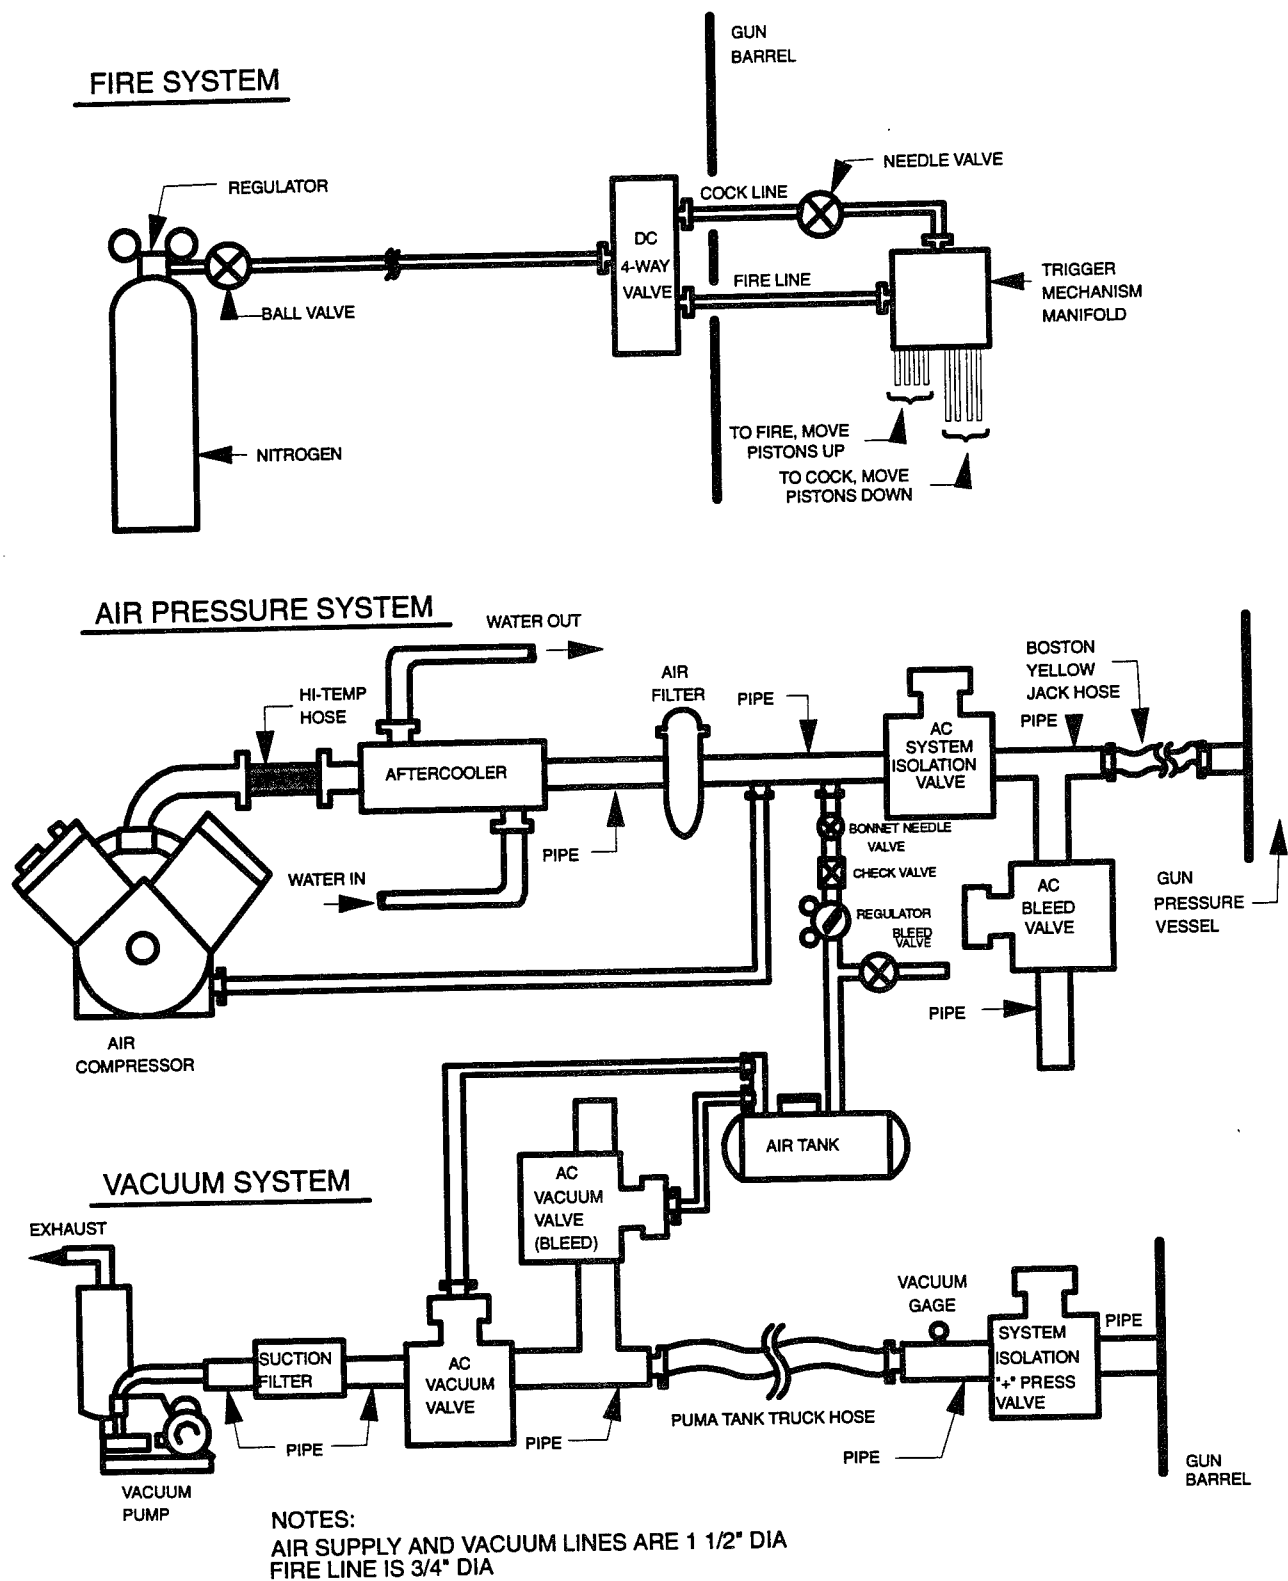 GUN
BARREL
FIRE SYSTEM
NEEDLE VALVE
REGULATOR
COCK LINE
DC
4-WAY
VALVE
FIRE LINE
TRIGGER
MECHANISM
MANIFOLD
BALL VALVE
NITROGEN
TO FIRE, MOVE
PISTONS UP
TO COCK, MOVE
PISTONS DOWN
AIR PRESSURE SYSTEM
WATER OUT
HI-TEMP
HOSE
AIR
FILTER
PIPE
BOSTON
YELLOW
JACK HOSE
PIPE
AC
SYSTEM
ISOLATION
VALVE
AFTERCOOLER
PIPE
BONNET NEEDLE
VALVE
CHECK VALVE
WATER IN
REGULATOR
BLEED
VALVE
AC
BLEED
VALVE
GUN
PRESSURE
VESSEL
PIPE
AIR
COMPRESSOR
AIR TANK
VACUUM SYSTEM
AC
VACUUM
VALVE
(BLEED)
EXHAUST
VACUUM
GAGE
SYSTEM
ISOLATION
"+" PRESS
VALVE
PIPE
SUCTION
FILTER
AC
VACUUM
VALVE
PUMA TANK TRUCK HOSE
PIPE
PIPE
PIPE
GUN
BARREL
VACUUM
PUMP
NOTES:
AIR SUPPLY AND VACUUM LINES ARE 1 1/2" DIA
FIRE LINE IS 3/4" DIA